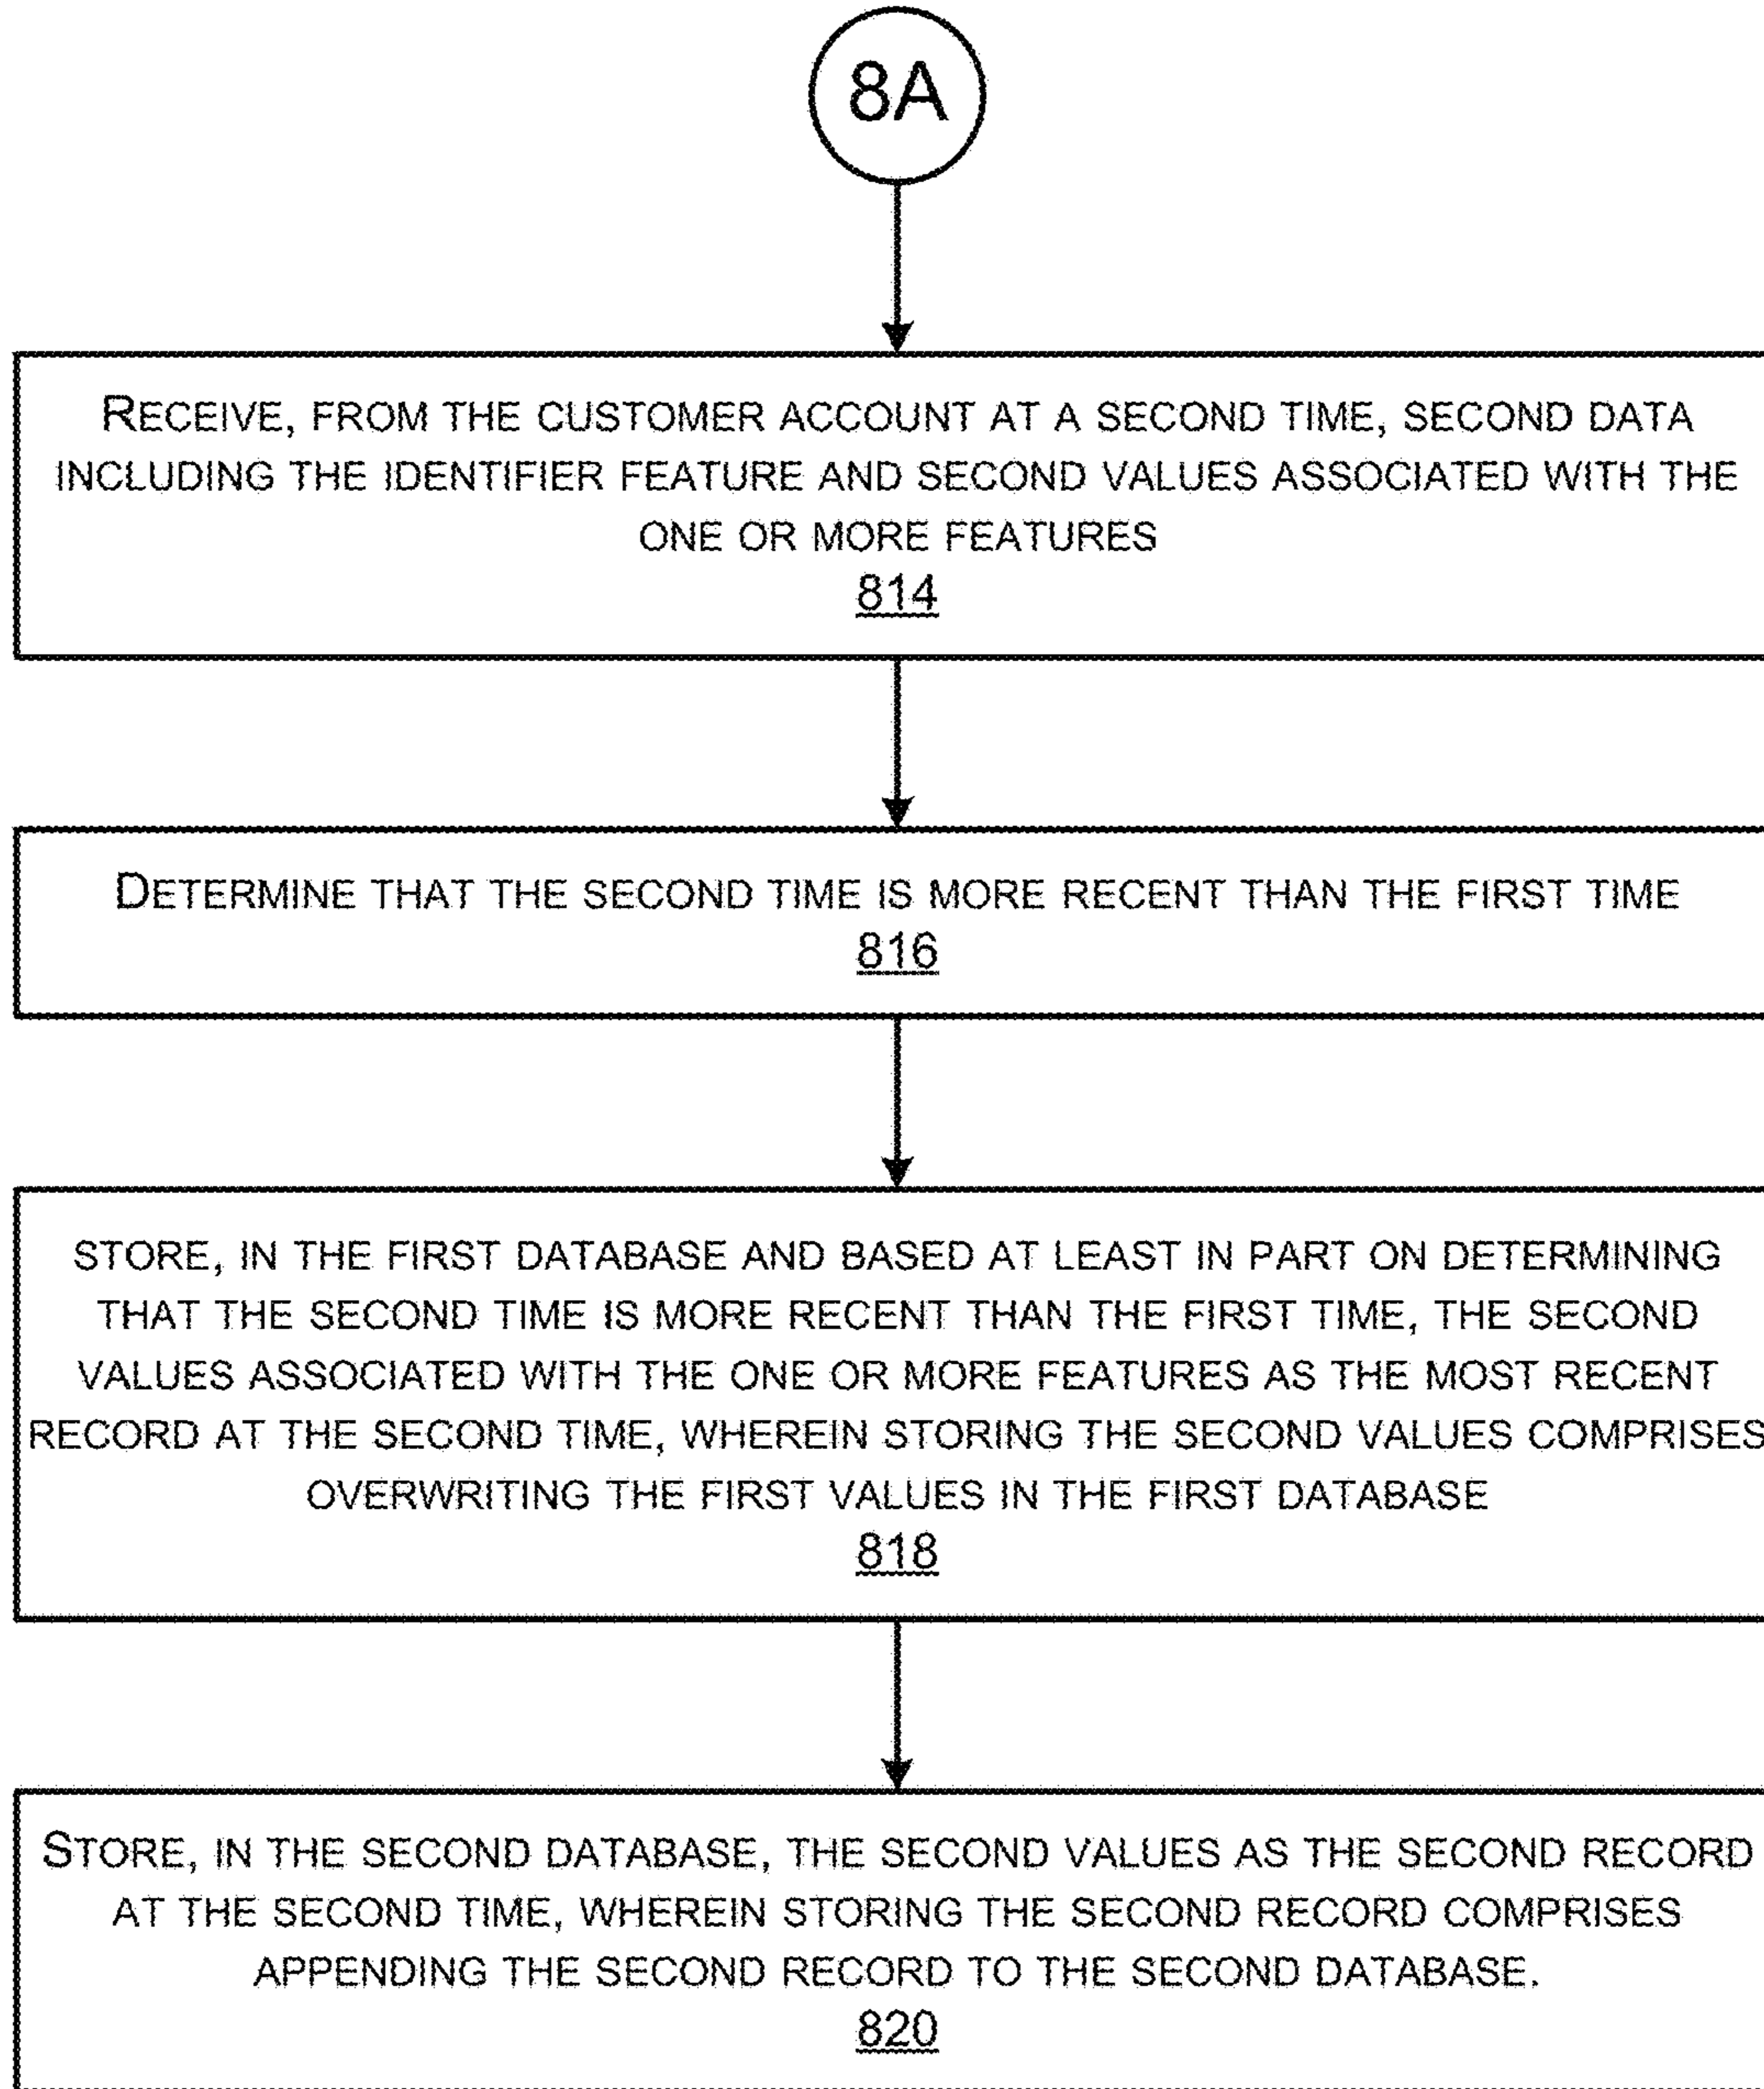 8A
RECEIVE, FROM THE CUSTOMER ACCOUNT AT A SECOND TIME, SECOND DATA
INCLUDING THE IDENTIFIER FEATURE AND SECOND VALUES ASSOCIATED WITH THE
ONE OR MORE FEATURES
814
DETERMINE THAT THE SECOND TIME IS MORE RECENT THAN THE FIRST TIME
816
STORE, IN THE FIRST DATABASE AND BASED AT LEAST IN PART ON DETERMINING
THAT THE SECOND TIME IS MORE RECENT THAN THE FIRST TIME, THE SECOND
VALUES ASSOCIATED WITH THE ONE OR MORE FEATURES AS THE MOST RECENT
RECORD AT THE SECOND TIME, WHEREIN STORING THE SECOND VALUES COMPRISES
OVERWRITING THE FIRST VALUES IN THE FIRST DATABASE
818
STORE, IN THE SECOND DATABASE, THE SECOND VALUES AS THE SECOND RECORD
AT THE SECOND TIME, WHEREIN STORING THE SECOND RECORD COMPRISES
APPENDING THE SECOND RECORD TO THE SECOND DATABASE.
820